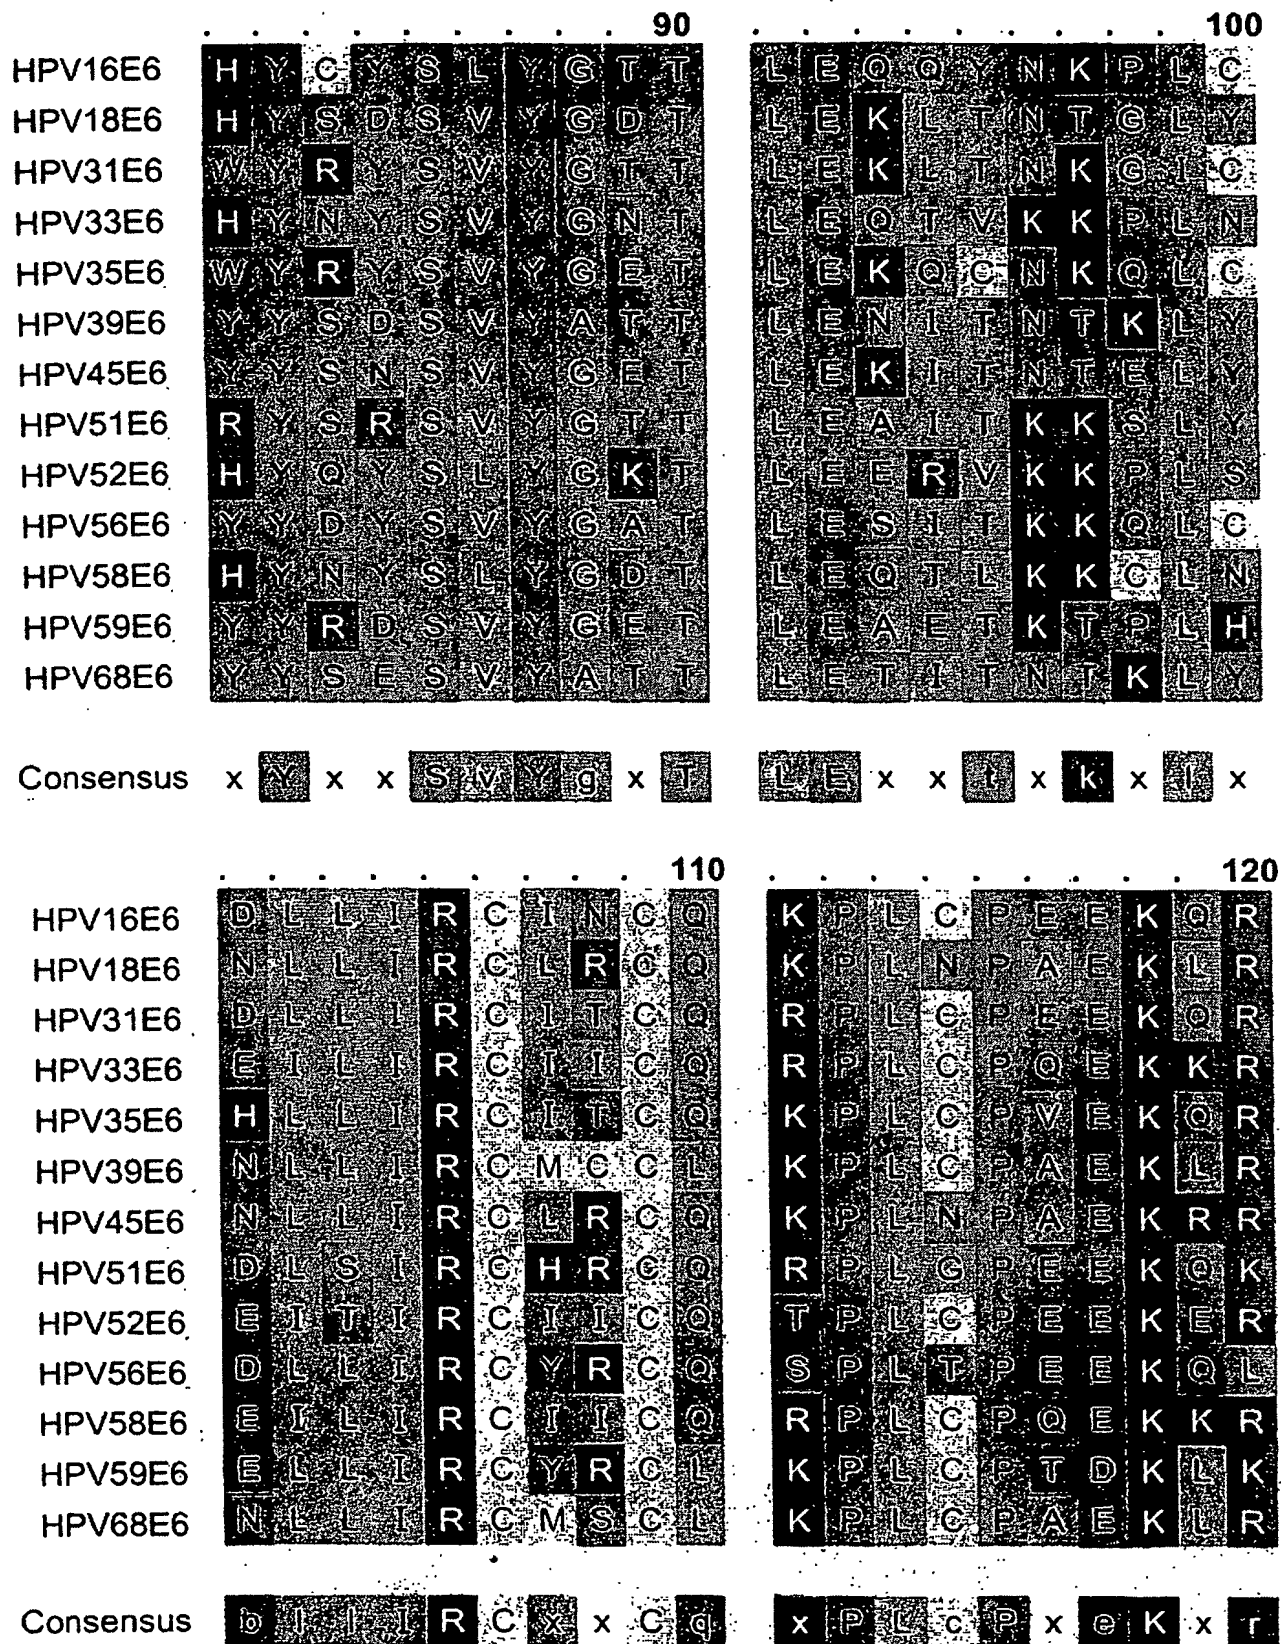 90 100
HPV16E6 H Y C Y S L Y G T T L E Q Q Y N K P L C
HPV18E6 H Y S D S V Y G D T L E K L T N T G L Y
HPV31E6 W Y R Y S V Y G T T L E K L T N K G I C
HPV33E6 H Y N Y S V Y G N T L E Q T V K K P L N
HPV35E6 W Y R Y S V Y G E T L E K Q C N K Q L C
HPV39E6 Y Y S D S V Y A T T L E N I T N T K L Y
HPV45E6 Y Y S N S V Y G E T L E K I T N T E L Y
HPV51E6 R Y S R S V Y G T T L E A I T K K S L Y
HPV52E6 H Y Q Y S L Y G K T L E E R V K K P L S
HPV56E6 Y Y D Y S V Y G A T L E S I T K K Q L C
HPV58E6 H Y N Y S L Y G D T L E Q T L K K C L N
HPV59E6 Y Y R D S V Y G E T L E A E T K T P L H
HPV68E6 Y Y S E S V Y A T T L E T I T N T K L Y
Consensus x Y x x S v Y g x T L E x x t x k x l x
110 120
HPV16E6 D L L I R C I N C Q K P L C P E E K Q R
HPV18E6 N L L I R C L R C Q K P L N P A E K L R
HPV31E6 D L L I R C I T C Q R P L C P E E K Q R
HPV33E6 E I L I R C I I C Q R P L C P Q E K K R
HPV35E6 H L L I R C I T C Q K P L C P V E K Q R
HPV39E6 N L L I R C M C C L K P L C P A E K L R
HPV45E6 N L L I R C L R C Q K P L N P A E K R R
HPV51E6 D L S I R C H R C Q R P L G P E E K Q K
HPV52E6 E I T I R C I I C Q T P L C P E E K E R
HPV56E6 D L L I R C Y R C Q S P L T P E E K Q L
HPV58E6 E I L I R C I I C Q R P L C P Q E K K R
HPV59E6 E L L I R C Y R C L K P L C P T D K L K
HPV68E6 N L L I R C M S C L K P L C P A E K L R
Consensus b l l I R C x x C q x P L c P x e K x r